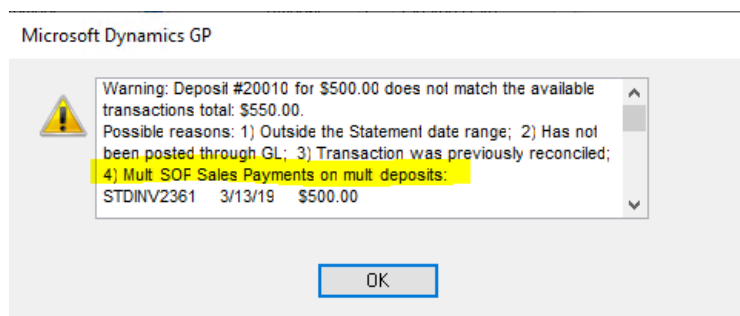 Microsoft Dynamics GP
Warning: Deposit #20010 for $500.00 does not match the available
transactions total: $550.00.
Possible reasons: 1) Outside the Statement date range; 2) Has not
been posted through GL; 3) Transaction was previously reconciled;
4) Mult SOP Sales Payments on mult deposits:
STDINV2361 3/13/19 $500.00
OK